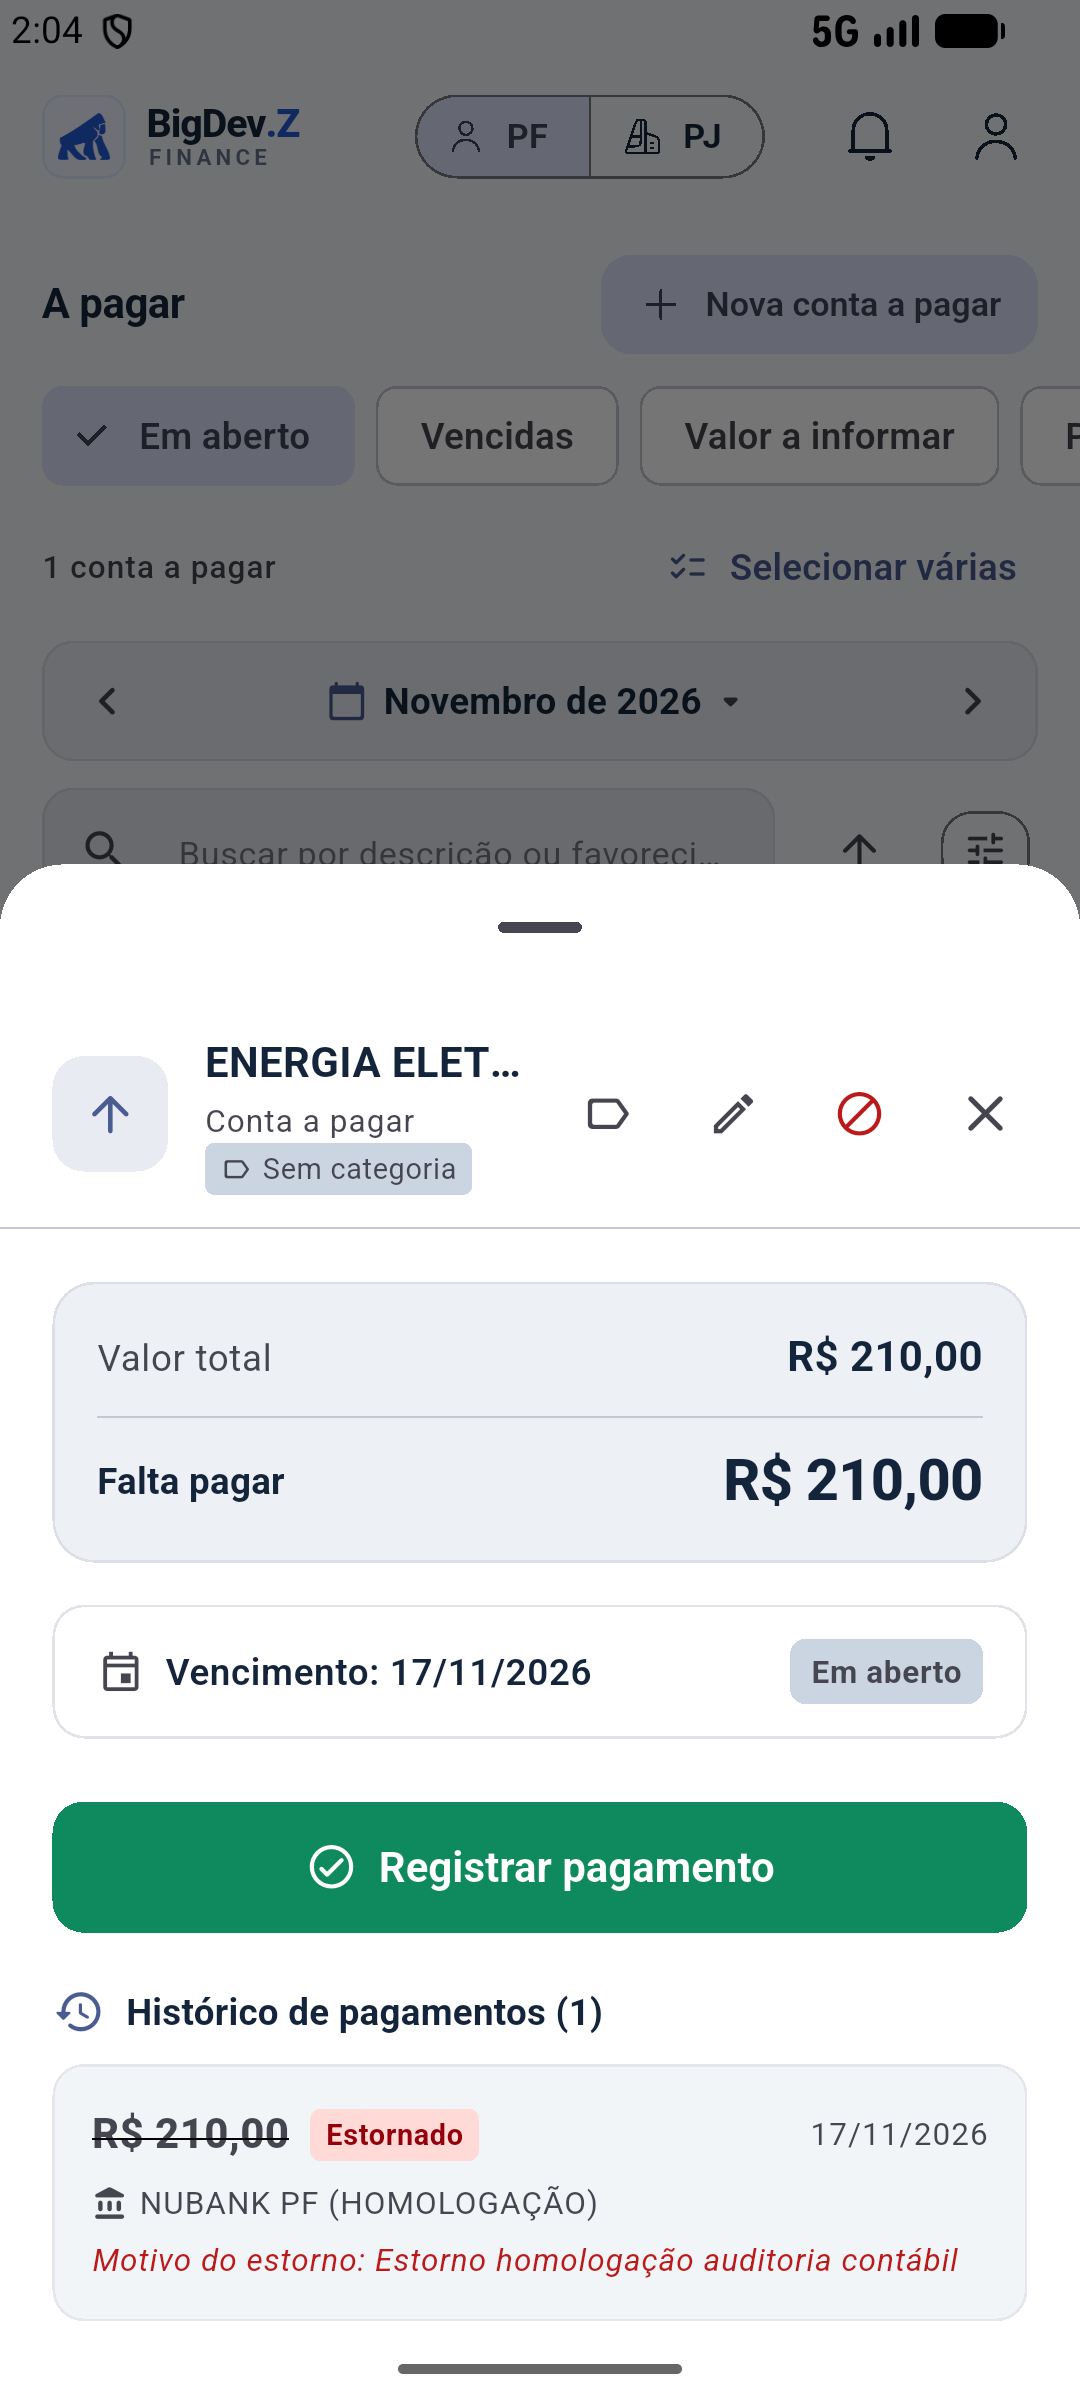 2:04
5G
BigDev.Z
FINANCE
PF
PJ
A pagar
Nova conta a pagar
Em aberto
Vencidas
Valor a informar
1 conta a pagar
Selecionar várias
Novembro de 2026
Buscar por descrição ou favoreci...
ENERGIA ELET...
Conta a pagar
Sem categoria
Valor total
R$ 210,00
Falta pagar
R$ 210,00
Vencimento: 17/11/2026
Em aberto
Registrar pagamento
Histórico de pagamentos (1)
R$ 210,00
Estornado
17/11/2026
NUBANK PF (HOMOLOGAÇÃO)
Motivo do estorno: Estorno homologação auditoria contábil